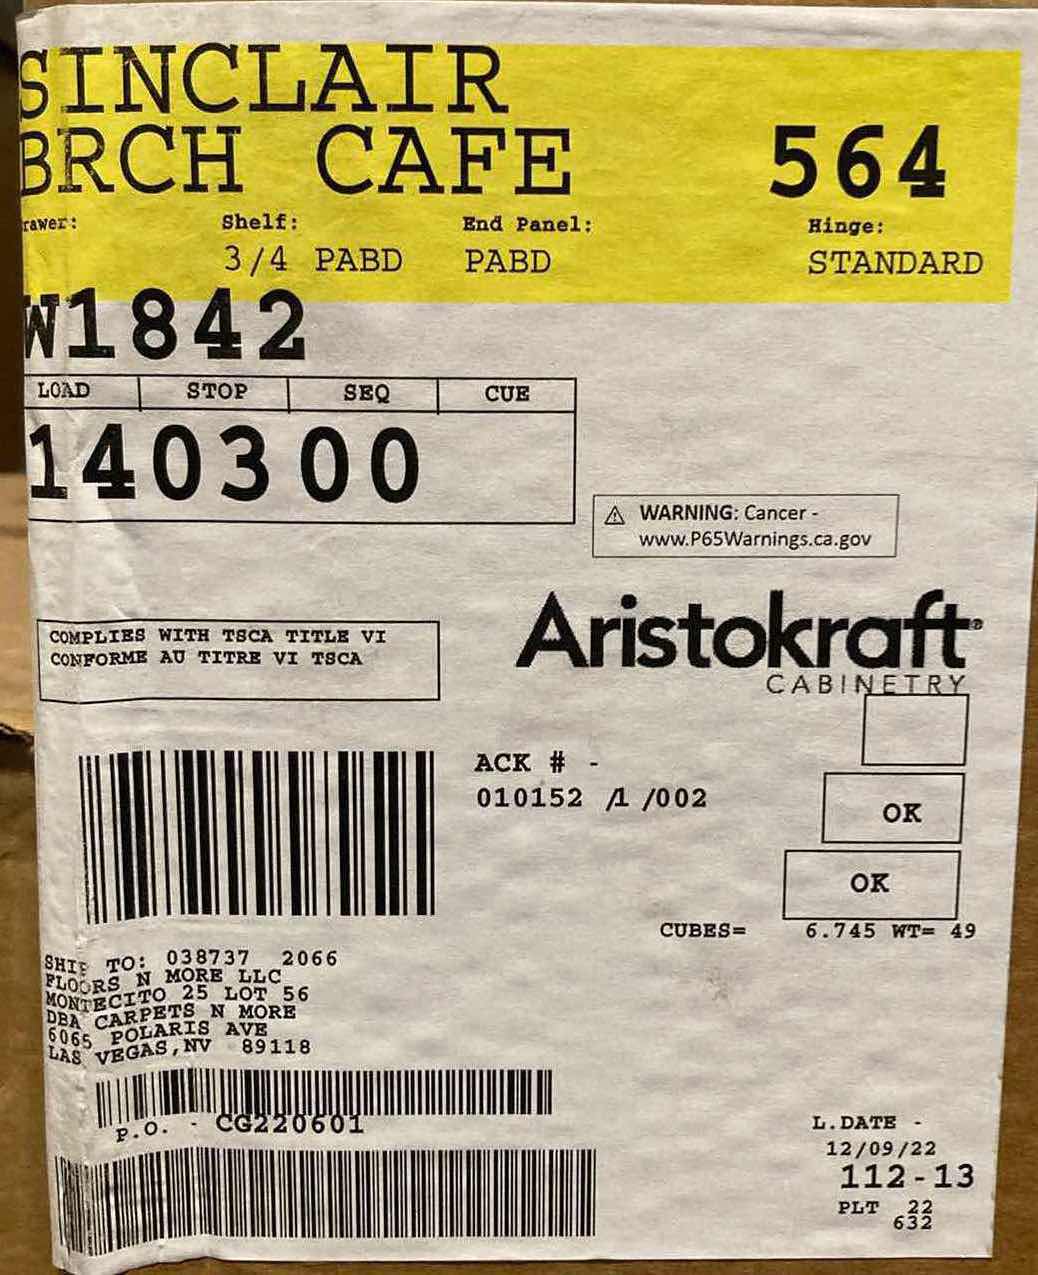 SINCLAIR
BRCH CAFE 564
rawer: Shelf: End Panel: Hinge:
3/4 PABD PABD STANDARD
W1842
LOAD STOP SEQ CUE
140300
⚠ WARNING: Cancer -
www.P65Warnings.ca.gov
COMPLIES WITH TSCA TITLE VI
CONFORME AU TITRE VI TSCA
Aristokraft®
CABINETRY
ACK # -
010152 /1 /002
OK
OK
CUBES= 6.745 WT= 49
SHIP TO: 038737 2066
FLOORS N MORE LLC
MONTECITO 25 LOT 56
DBA CARPETS N MORE
6065 POLARIS AVE
LAS VEGAS,NV 89118
P.O. - CG220601
L.DATE -
12/09/22
112-13
PLT 22
632